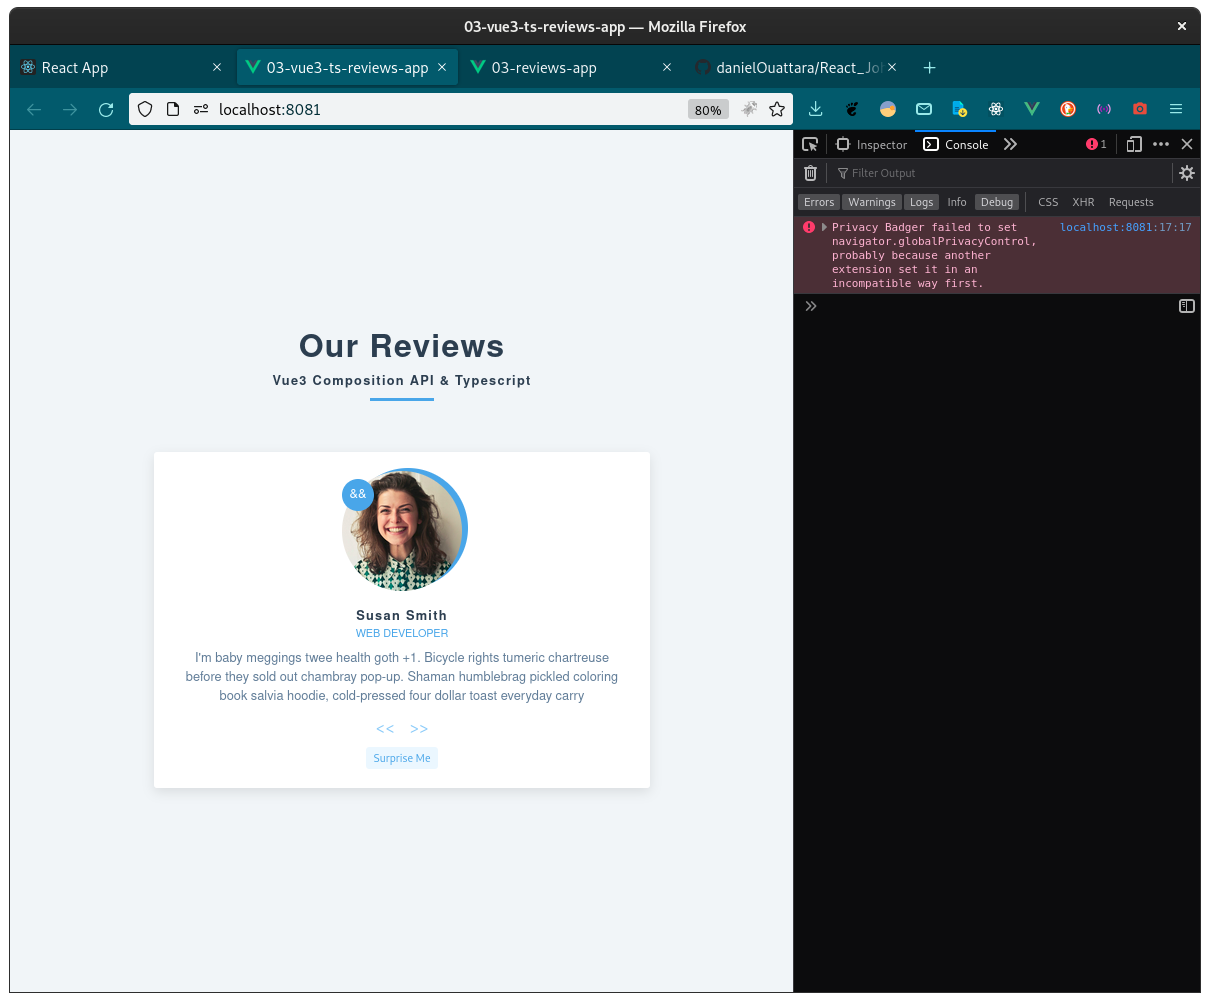 03-vue3-ts-reviews-app — Mozilla Firefox
React App
03-vue3-ts-reviews-app
03-reviews-app
danielOuattara/React_Jo
localhost:8081
80%
Inspector
Console
1
Filter Output
Errors Warnings Logs Info Debug CSS XHR Requests
Privacy Badger failed to set localhost:8081:17:17
navigator.globalPrivacyControl,
probably because another
extension set it in an
incompatible way first.
Our Reviews
Vue3 Composition API & Typescript
&&
Susan Smith
WEB DEVELOPER
I'm baby meggings twee health goth +1. Bicycle rights tumeric chartreuse
before they sold out chambray pop-up. Shaman humblebrag pickled coloring
book salvia hoodie, cold-pressed four dollar toast everyday carry
<< >>
Surprise Me